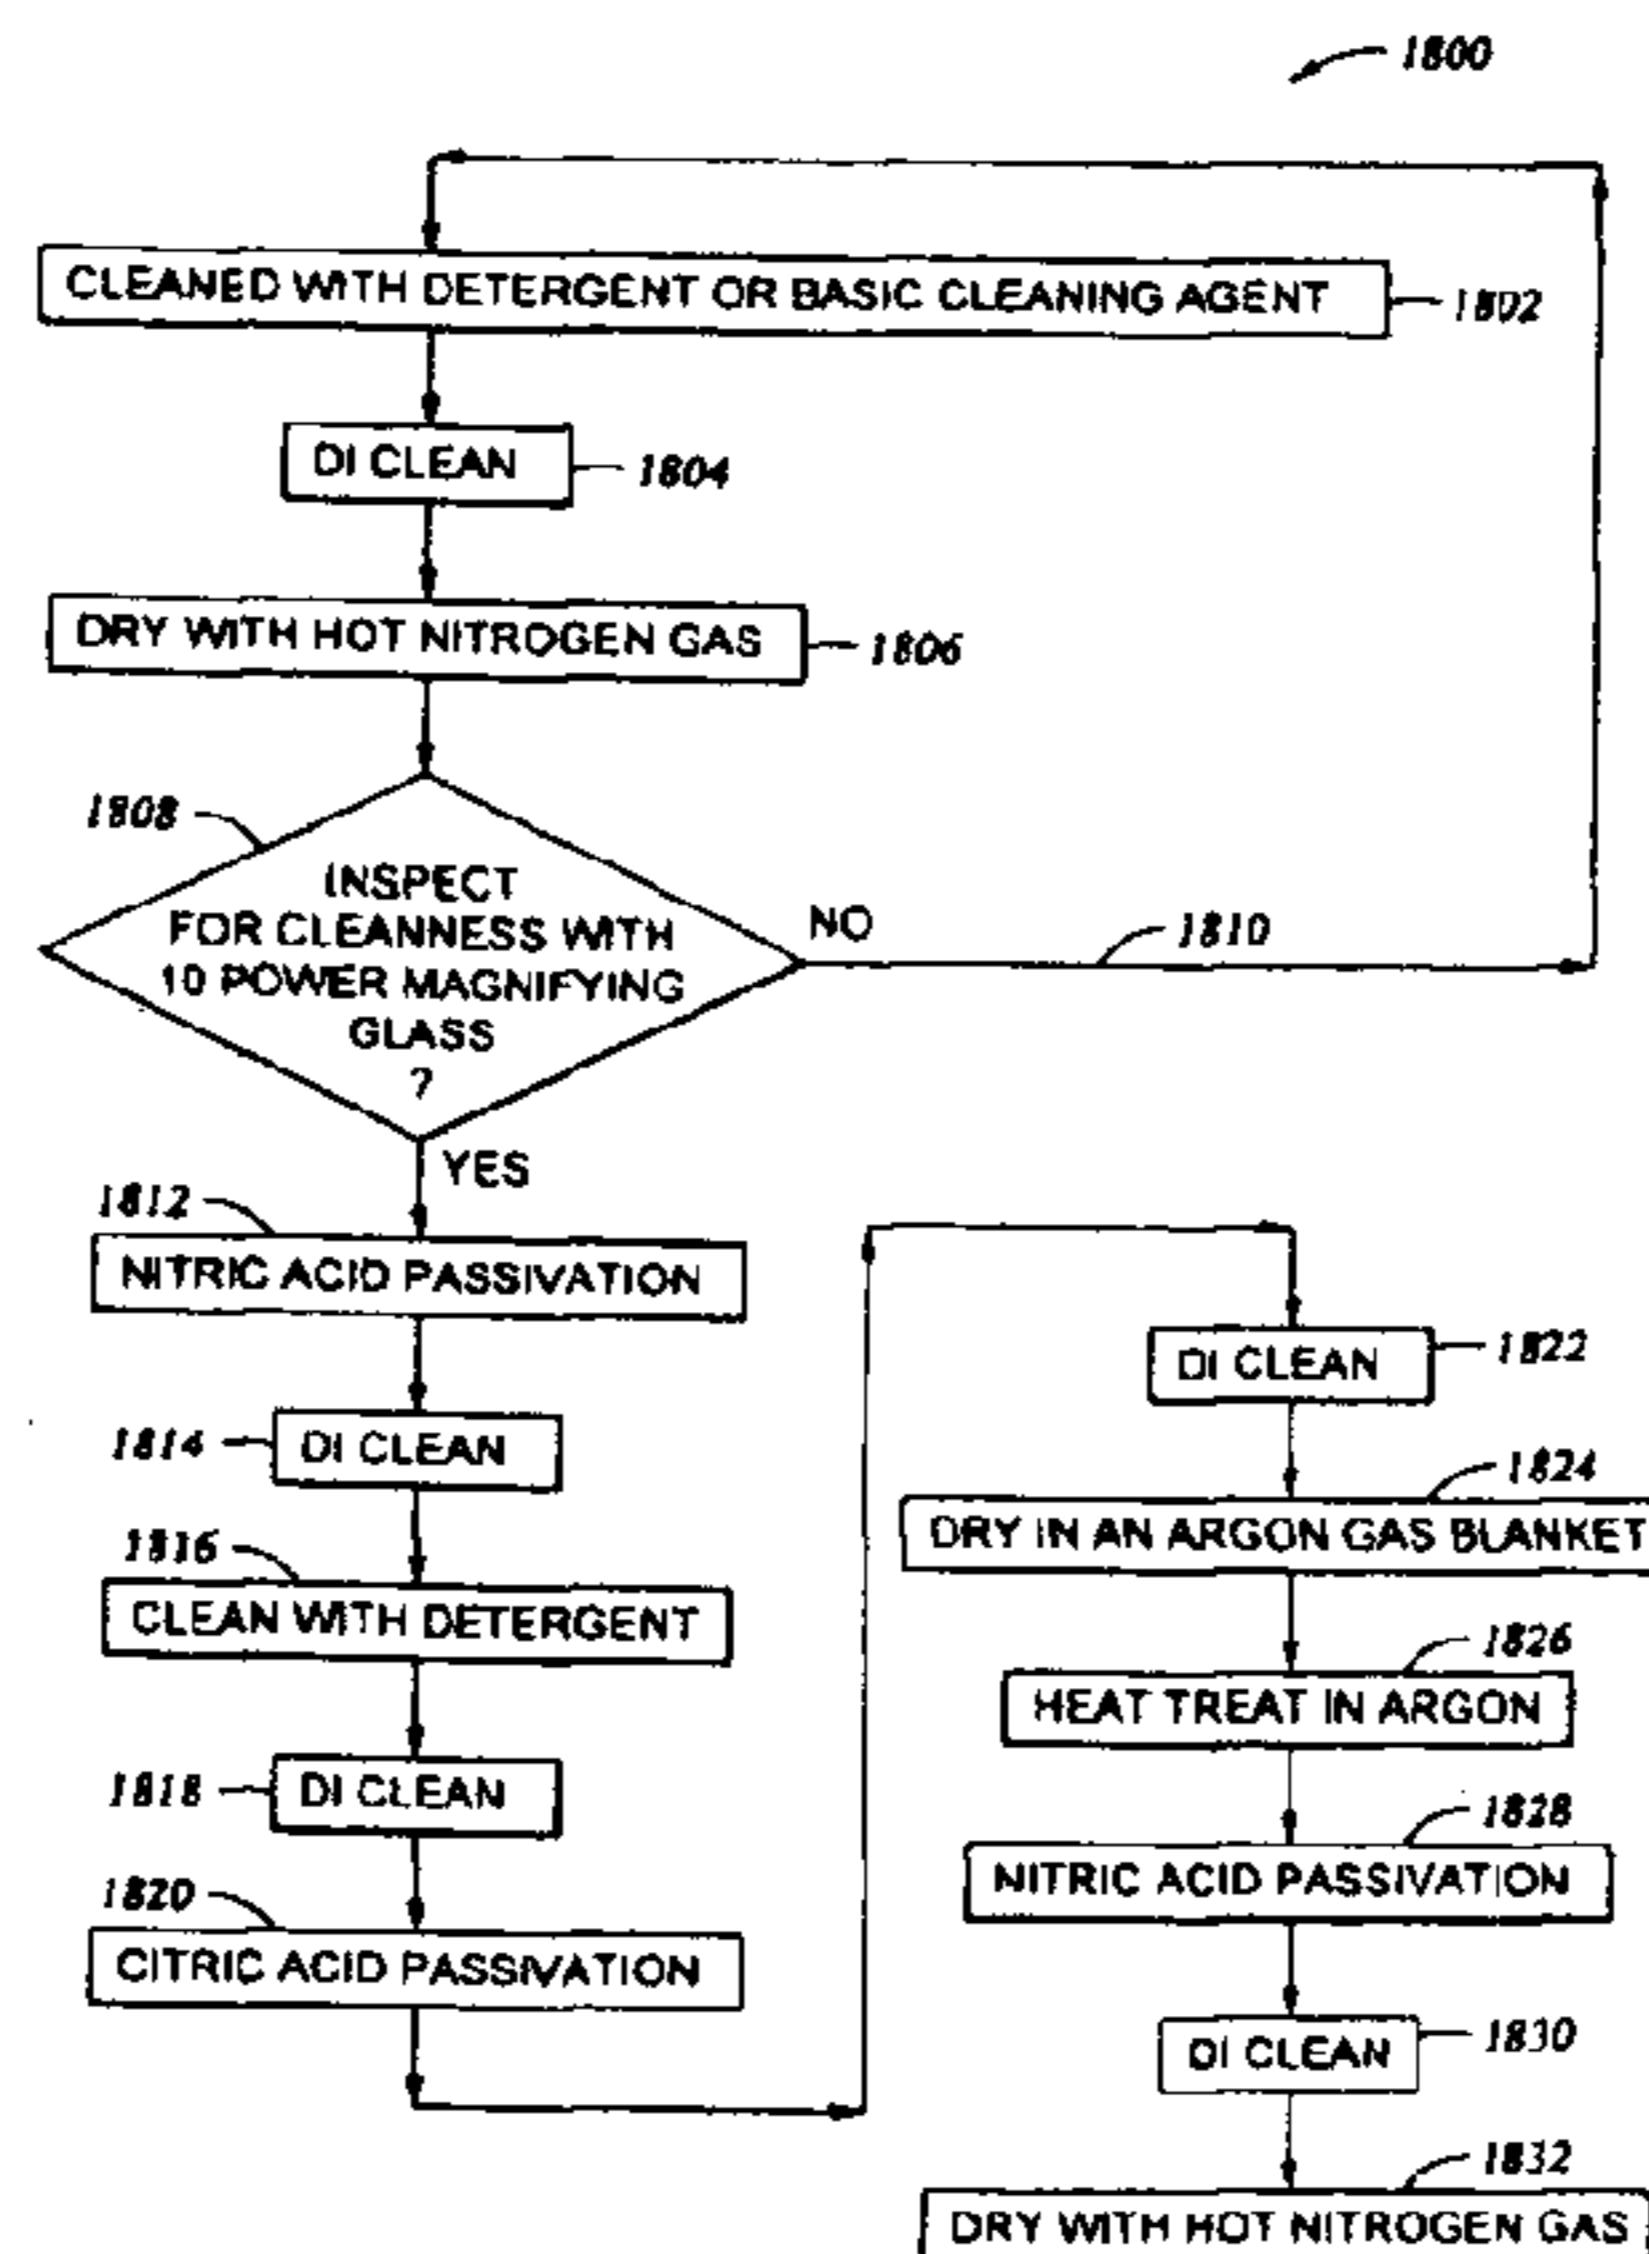 1800
CLEANED WITH DETERGENT OR BASIC CLEANING AGENT
1802
DI CLEAN
1804
DRY WITH HOT NITROGEN GAS
1806
1808
INSPECT
FOR CLEANNESS WITH
10 POWER MAGNIFYING
GLASS
?
NO
1810
YES
1812
NITRIC ACID PASSIVATION
1814
DI CLEAN
1816
CLEAN WITH DETERGENT
1818
DI CLEAN
1820
CITRIC ACID PASSIVATION
DI CLEAN
1822
1824
DRY IN AN ARGON GAS BLANKET
1826
HEAT TREAT IN ARGON
1828
NITRIC ACID PASSIVATION
DI CLEAN
1830
1832
DRY WITH HOT NITROGEN GAS